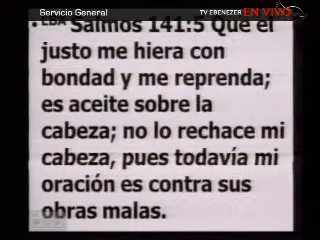 Servicio General
TV EBENEZER EN VIVO
LBA Salmos 141:5 Que el
justo me hiera con
bondad y me reprenda;
es aceite sobre la
cabeza; no lo rechace mi
cabeza, pues todavía mi
oración es contra sus
obras malas.